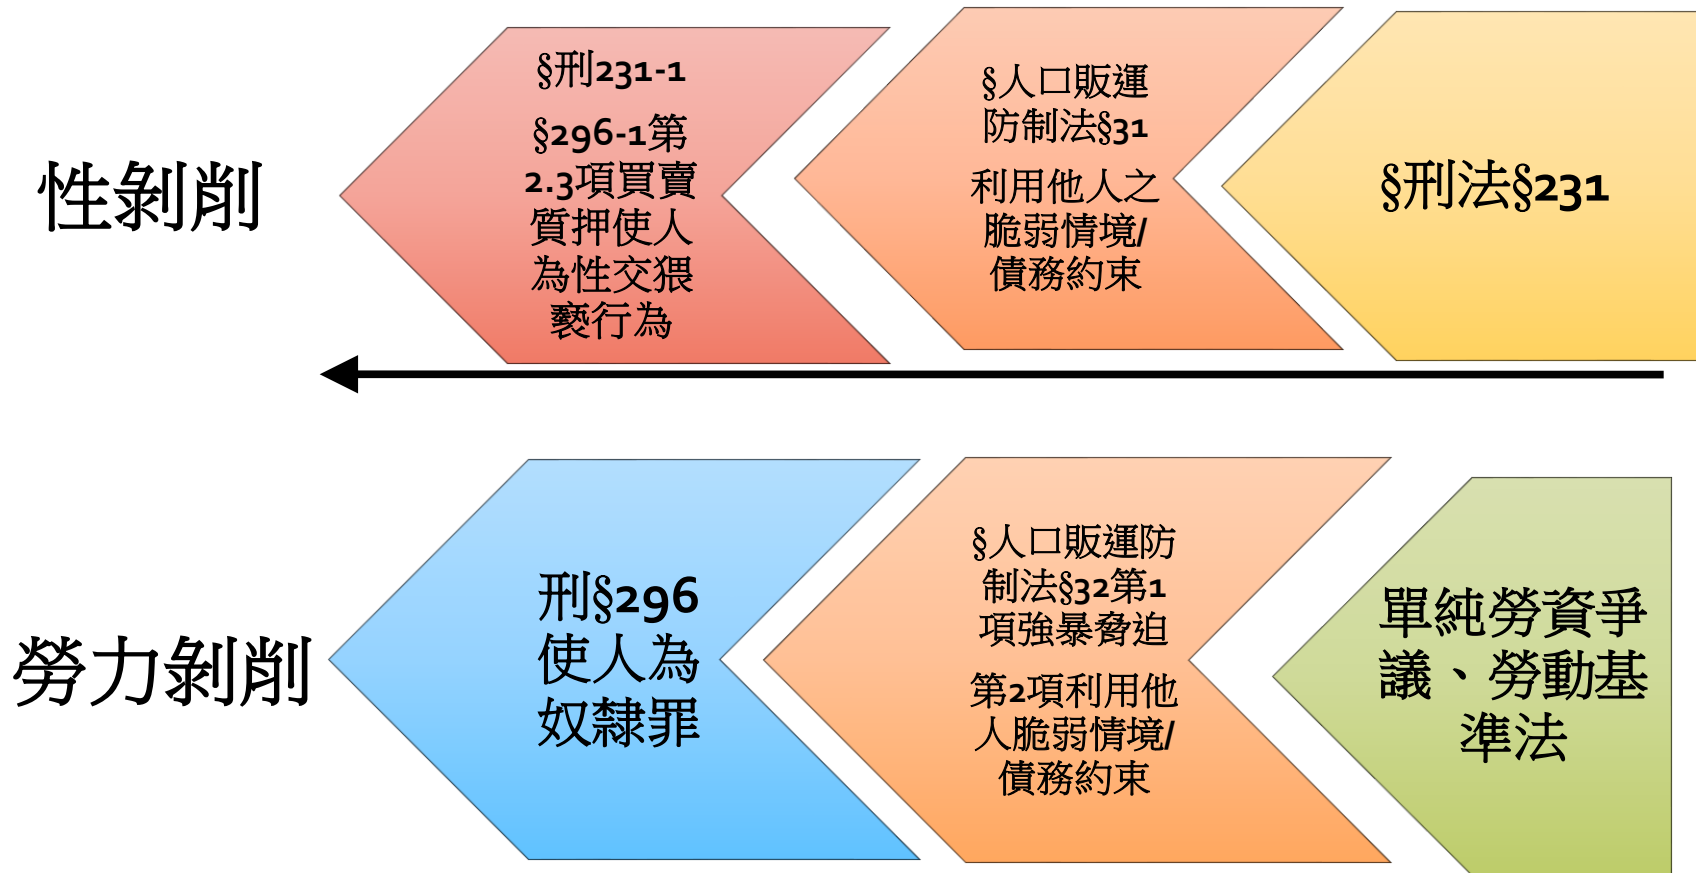 性剝削
§刑231-1
§296-1第
2.3項買賣
質押使人
為性交猥
褻行為
§人口販運
防制法§31
利用他人之
脆弱情境/
債務約束
§刑法§231
勞力剝削
刑§296
使人為
奴隸罪
§人口販運防
制法§32第1
項強暴脅迫
第2項利用他
人脆弱情境/
債務約束
單純勞資爭
議、勞動基
準法